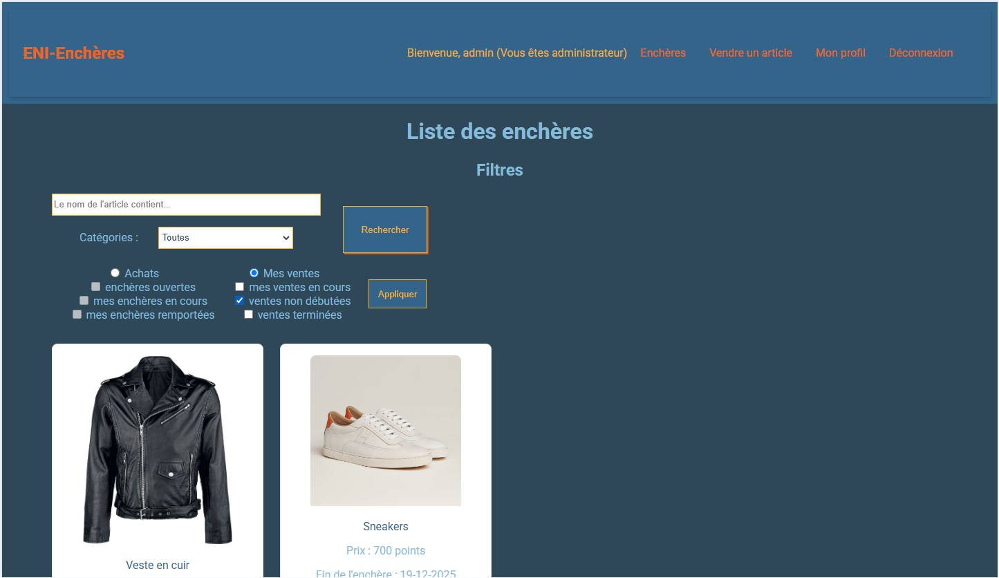 ENI-Enchères
Bienvenue, admin (Vous êtes administrateur) Enchères Vendre un article Mon profil Déconnexion
Liste des enchères
Filtres
Le nom de l'article contient...
Catégories : Toutes
Rechercher
Achats
enchères ouvertes
mes enchères en cours
mes enchères remportées
Mes ventes
mes ventes en cours
ventes non débutées
ventes terminées
Appliquer
Veste en cuir
Sneakers
Prix : 700 points
Fin de l'enchère : 19-12-2025